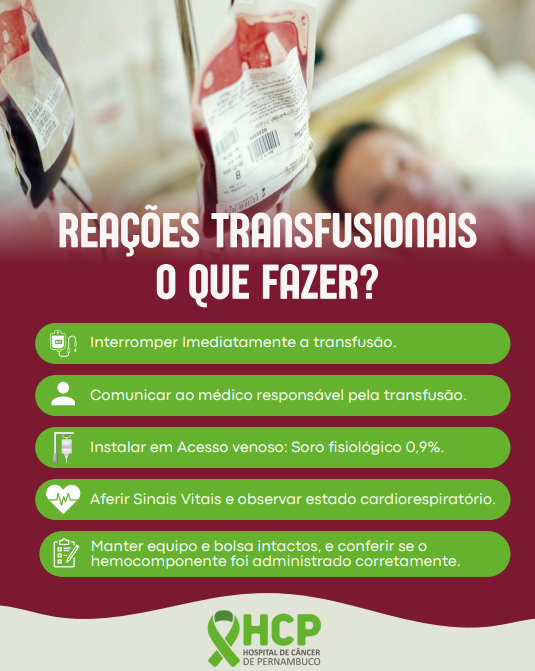 REAÇÕES TRANSFUSIONAIS
O QUE FAZER?
Interromper Imediatamente a transfusão.
Comunicar ao médico responsável pela transfusão.
Instalar em Acesso venoso: Soro fisiológico 0,9%.
Aferir Sinais Vitais e observar estado cardiorespiratório.
Manter equipo e bolsa intactos, e conferir se o
hemocomponente foi administrado corretamente.
HCP
HOSPITAL DE CÂNCER
DE PERNAMBUCO